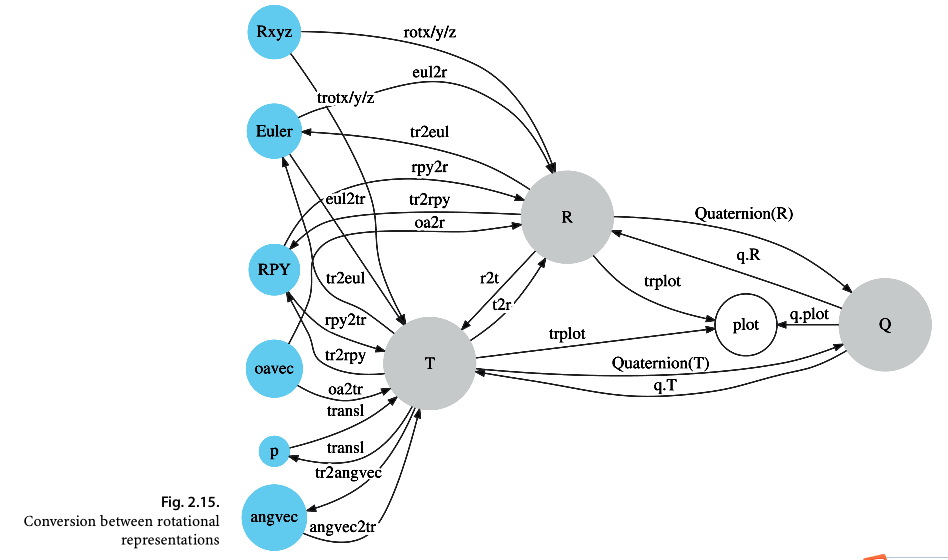 Rxyz
rotx/y/z
eul2r
trotx/y/z
Euler
tr2eul
rpy2r
eul2tr
tr2rpy
oa2r
R
Quaternion(R)
q.R
RPY
tr2eul
r2t
trplot
t2r
rpy2tr
trplot
plot
q.plot
Q
tr2rpy
T
Quaternion(T)
oavec
q.T
oa2tr
transl
p
transl
tr2angvec
angvec
angvec2tr
Fig. 2.15.
Conversion between rotational
representations